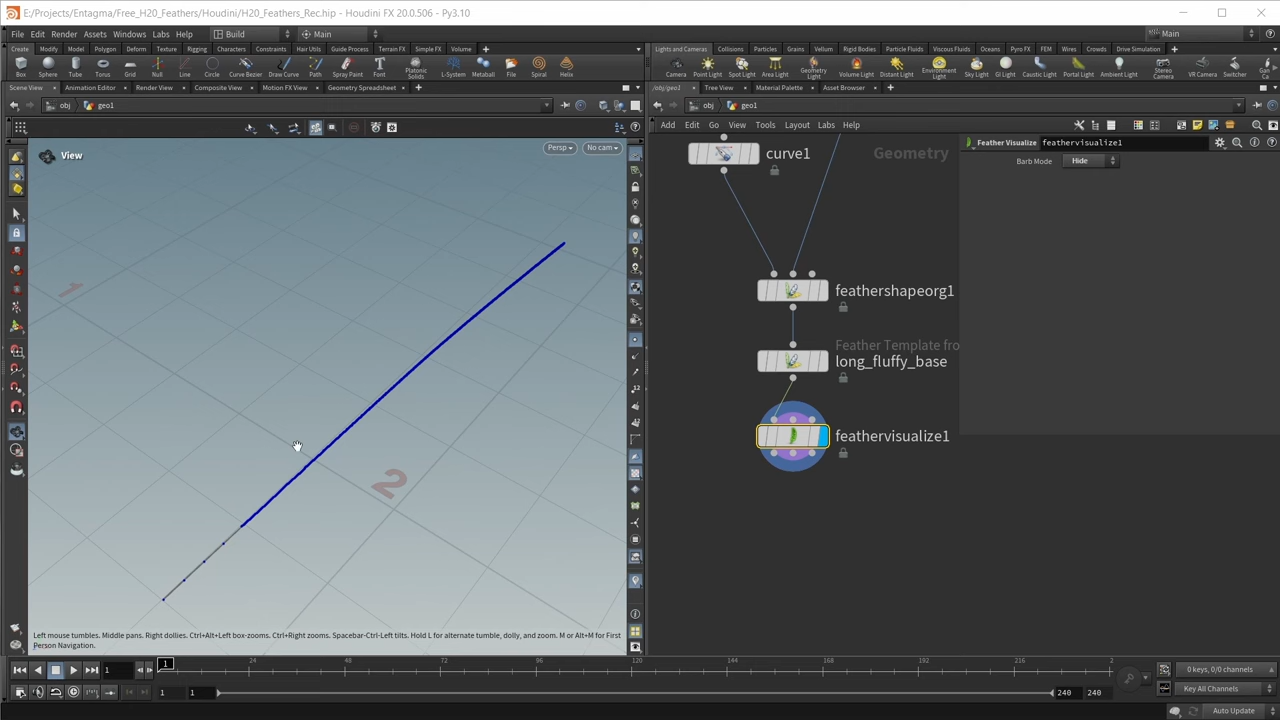 E:/Projects/Entagma/Free_H20_Feathers/Houdini/H20_Feathers_Rec.hip - Houdini FX 20.0.506 - Py3.10
File Edit Render Assets Windows Labs Help Build Main Main
Create Modify Model Polygon Deform Texture Rigging Characters Constraints Hair Utils Guide Process Terrain FX Simple FX Volume
Lights and Cameras Collisions Particles Grains Vellum Rigid Bodies Particle Fluids Viscous Fluids Oceans Pyro FX FEM Wires Crowds Drive Simulation
Box Sphere Tube Torus Grid Null Line Circle Curve Bezier Draw Curve Path Spray Paint Font Platonic Solids L-System Metaball File Spiral Helix
Camera Point Light Spot Light Area Light Geometry Light Volume Light Distant Light Environment Light Sky Light GI Light Caustic Light Portal Light Ambient Light Stereo Camera VR Camera Switcher
Scene View Animation Editor Render View Composite View Motion FX View Geometry Spreadsheet
/obj/geo1 Tree View Material Palette Asset Browser
obj geo1
obj geo1
Add Edit Go View Tools Layout Labs Help
View Persp No cam
Feather Visualize feathervisualize1
Barb Mode Hide
curve1
Geometry
feathershapeorg1
Feather Template fro
long_fluffy_base
feathervisualize1
1
2
Left mouse tumbles. Middle pans. Right dollies. Ctrl+Alt+Left box-zooms. Ctrl+Right zooms. Spacebar-Ctrl-Left tilts. Hold L for alternate tumble, dolly, and zoom. M or Alt+M for First
Person Navigation.
1 1 24 48 72 96 120 144 168 192 216 2
0 keys, 0/0 channels
1 1 240 240
Key All Channels
Auto Update